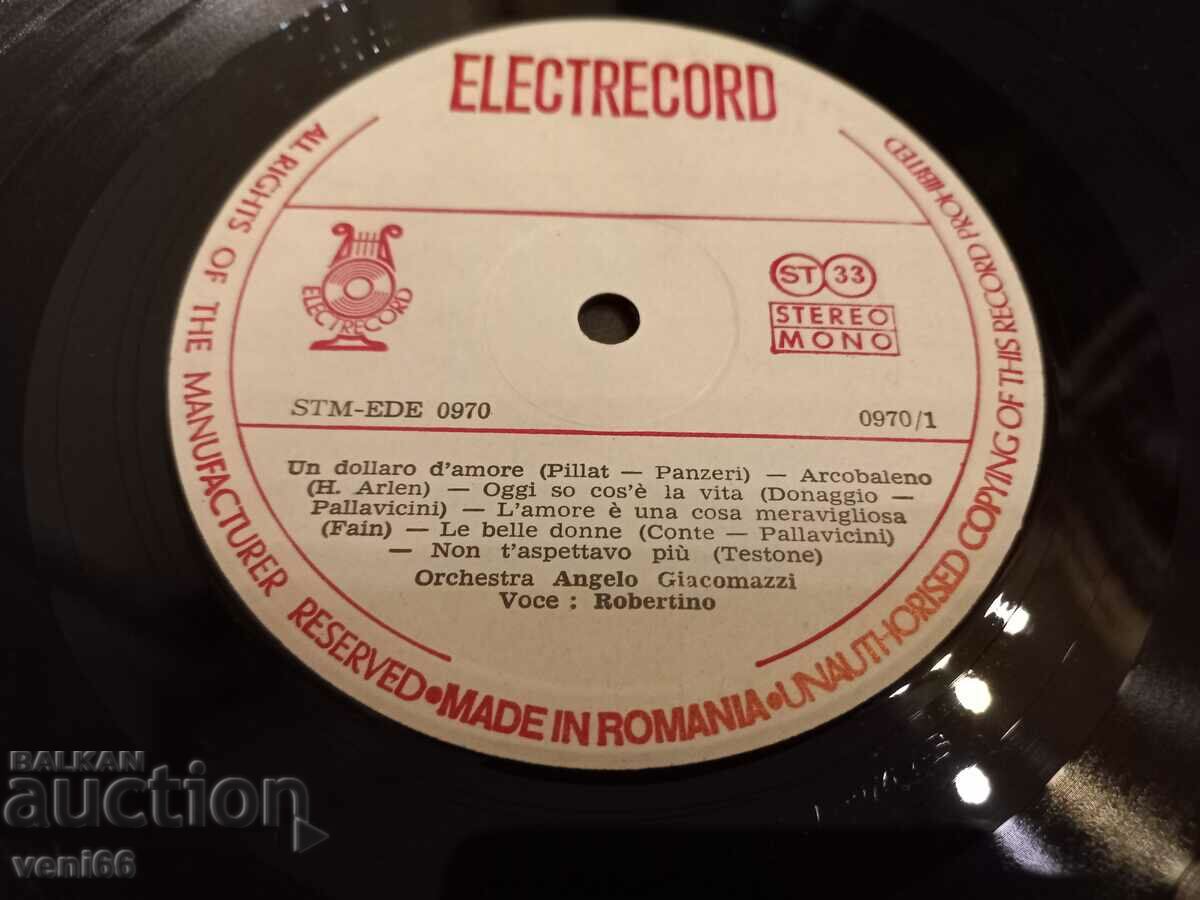 ELECTRECORD
ALL RIGHTS OF THE MANUFACTURER RESERVED • MADE IN ROMANIA • UNAUTHORISED COPYING OF THIS RECORD PROHIBITED
ELECTRECORD
ST 33
STEREO
MONO
STM-EDE 0970
0970/1
Un dollaro d'amore (Pillat — Panzeri) — Arcobaleno
(H. Arlen) — Oggi so cos'è la vita (Donaggio —
Pallavicini) — L'amore è una cosa meravigliosa
(Fain) — Le belle donne (Conte — Pallavicini)
— Non t'aspettavo più (Testone)
Orchestra Angelo Giacomazzi
Voce : Robertino
BALKAN
auction
veni66